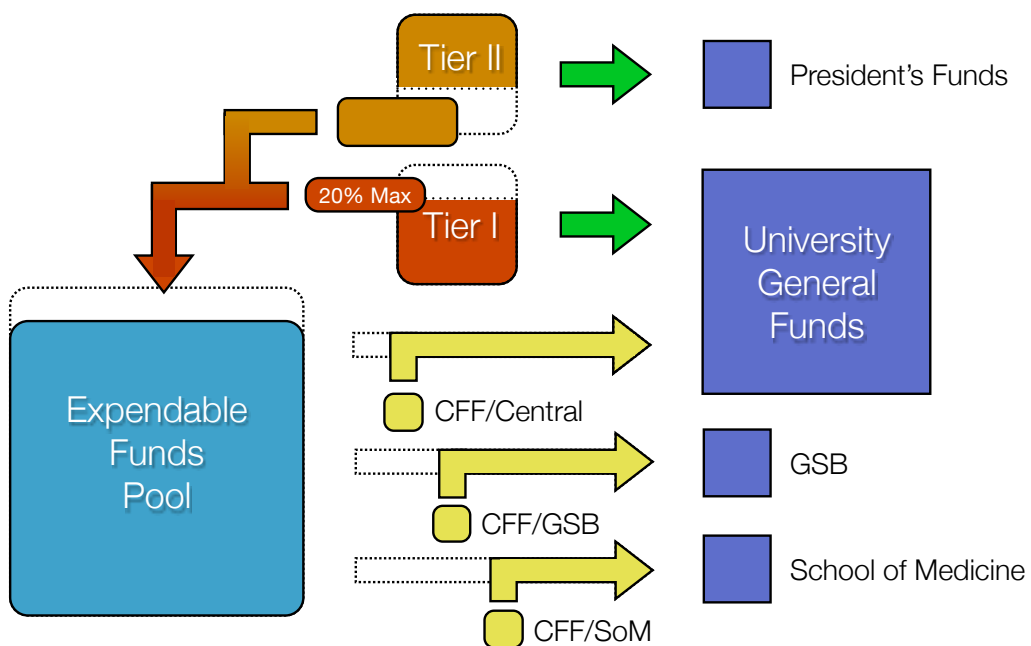 Tier II
President’s Funds
20% Max
Tier I
University
General
Funds
Expendable
Funds
Pool
CFF/Central
GSB
CFF/GSB
School of Medicine
CFF/SoM